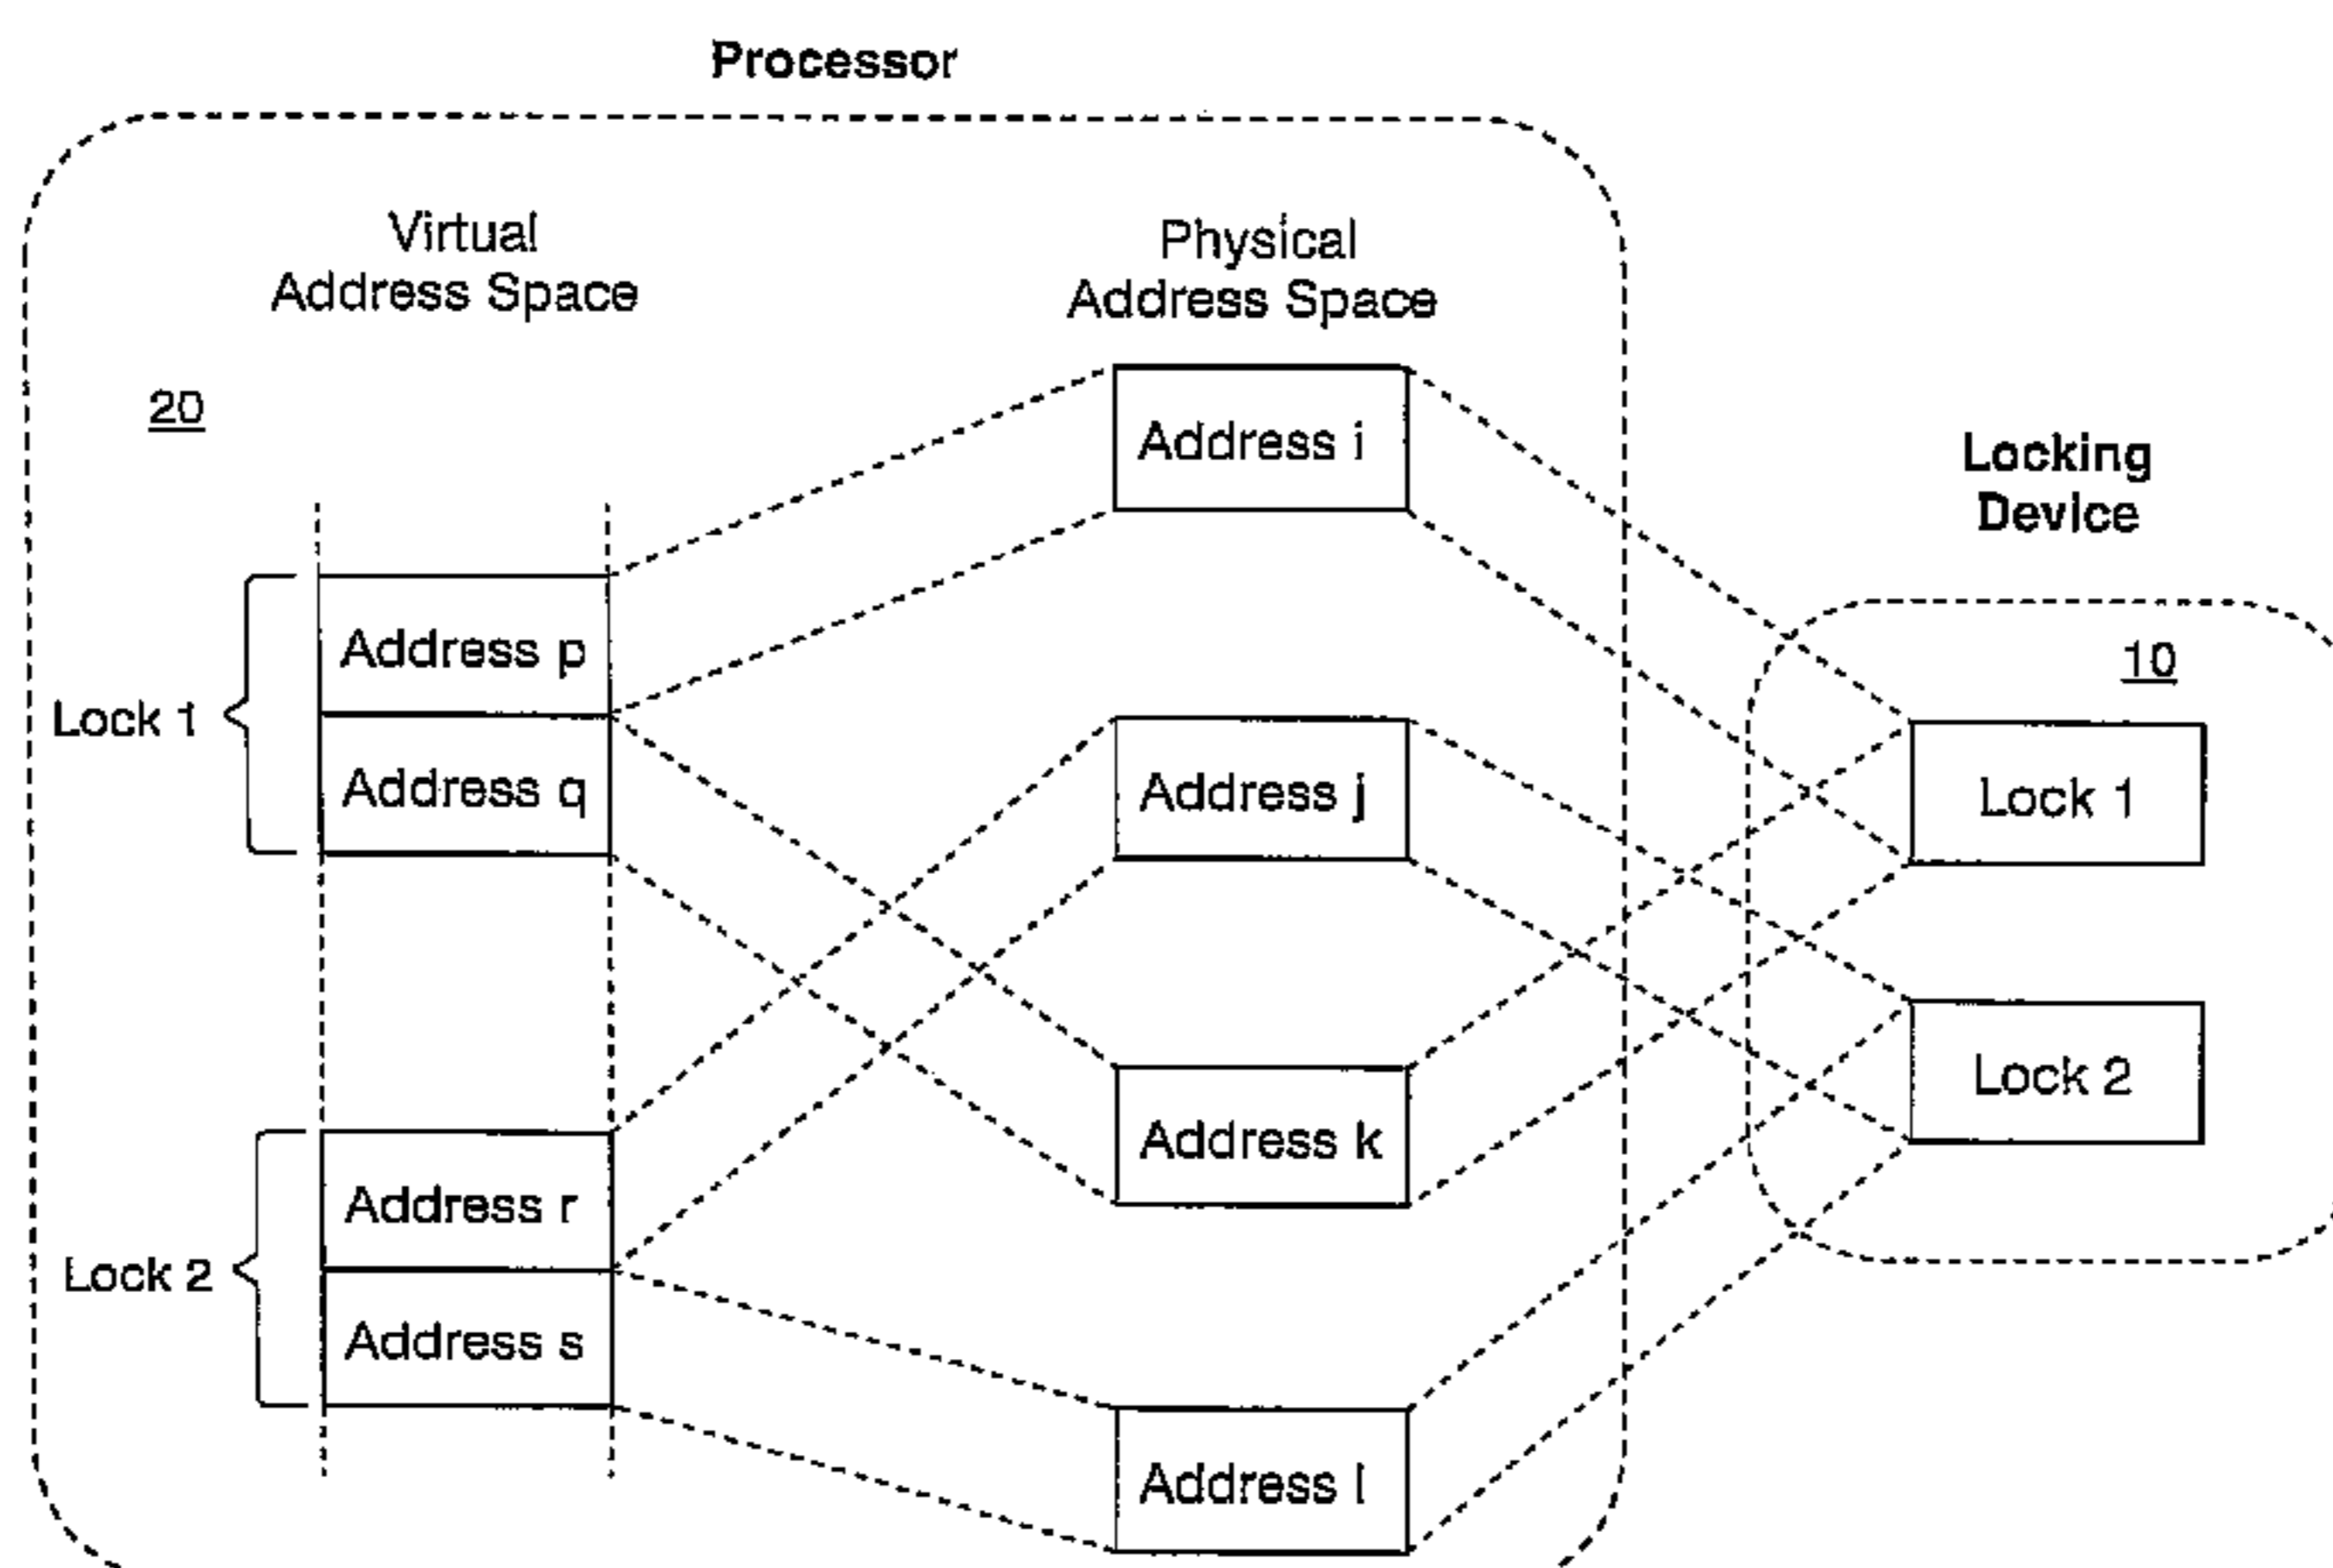 Processor
Virtual
Address Space
Physical
Address Space
20
Address i
Locking
Device
10
Lock 1
Address p
Address q
Address j
Lock 1
Address k
Lock 2
Lock 2
Address r
Address s
Address l